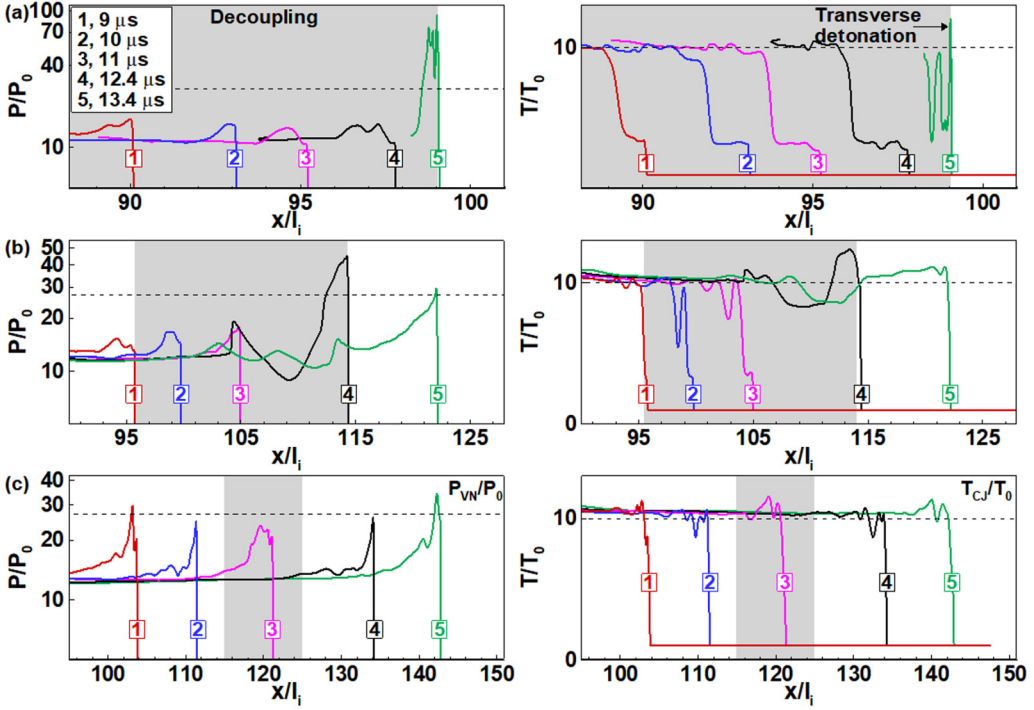 (a)
100
70
40
10
P/P0
Decoupling
1, 9 μs
2, 10 μs
3, 11 μs
4, 12.4 μs
5, 13.4 μs
1
2
3
4
5
90
95
100
x/li
10
T/T0
Transverse
detonation
1
2
3
4
5
90
95
100
x/li
(b)
50
40
30
20
10
P/P0
1
2
3
4
5
95
105
115
125
x/li
10
0
T/T0
1
2
3
4
5
95
105
115
125
x/li
(c)
40
30
20
10
P/P0
PVN/P0
1
2
3
4
5
100
110
120
130
140
150
x/li
10
0
T/T0
TCJ/T0
1
2
3
4
5
100
110
120
130
140
150
x/li